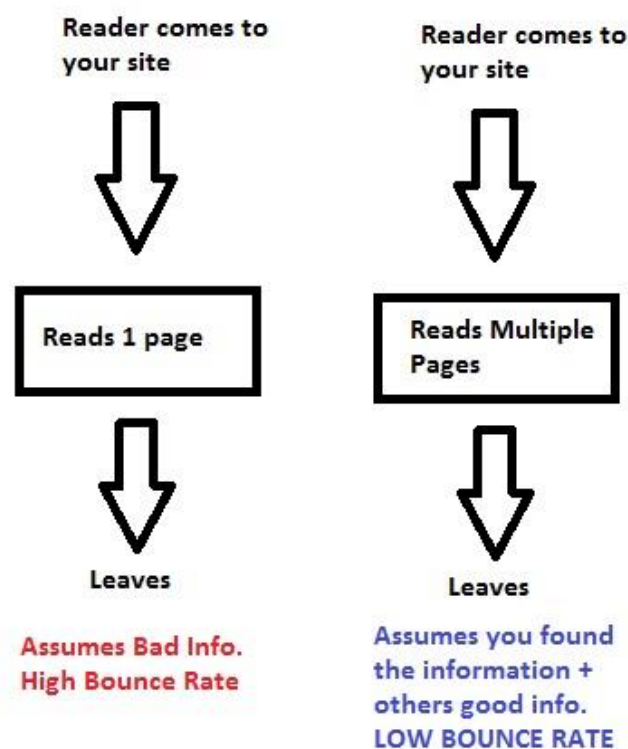 Reader comes to
your site
Reads 1 page
Leaves
Assumes Bad Info.
High Bounce Rate
Reader comes to
your site
Reads Multiple
Pages
Leaves
Assumes you found
the information +
others good info.
LOW BOUNCE RATE